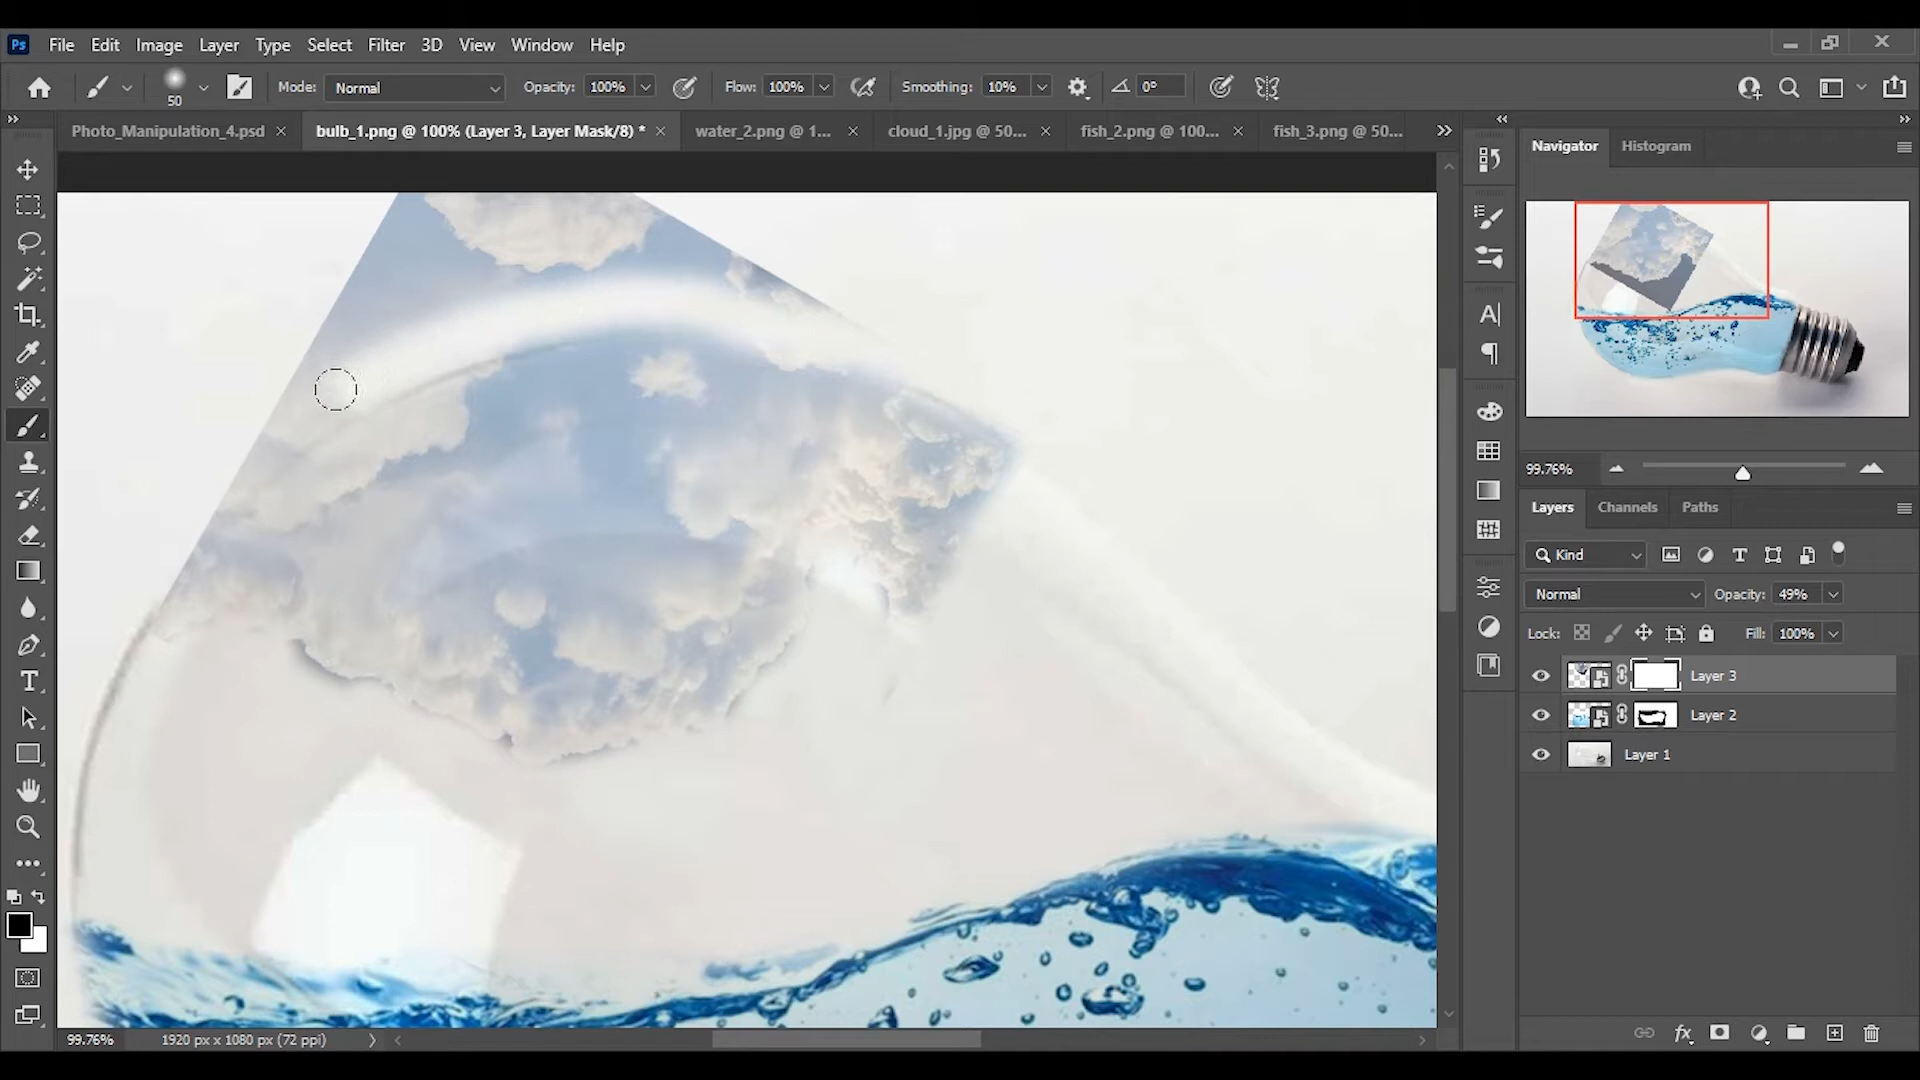 Ps File Edit Image Layer Type Select Filter 3D View Window Help
50 Mode: Normal Opacity: 100% Flow: 100% Smoothing: 10% 0°
Photo_Manipulation_4.psd × bulb_1.png @ 100% (Layer 3, Layer Mask/8) * × water_2.png @ 1... × cloud_1.jpg @ 50... × fish_2.png @ 100... × fish_3.png @ 50...
Navigator Histogram
99.76%
Layers Channels Paths
Kind
Normal Opacity: 49%
Lock: Fill: 100%
Layer 3
Layer 2
Layer 1
99.76% 1920 px x 1080 px (72 ppi)